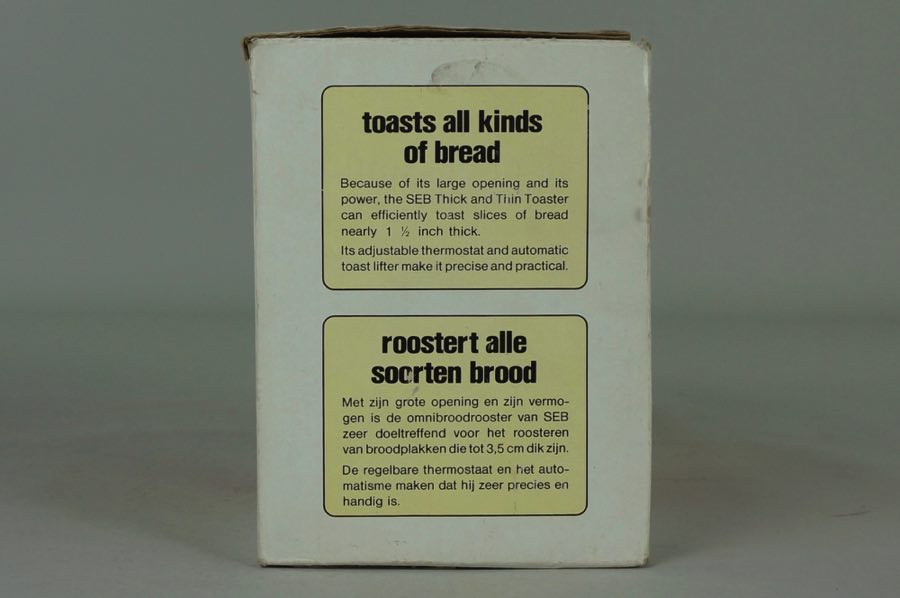 toasts all kinds
of bread
Because of its large opening and its
power, the SEB Thick and Thin Toaster
can efficiently toast slices of bread
nearly 1 ½ inch thick.
Its adjustable thermostat and automatic
toast lifter make it precise and practical.
roostert alle
soorten brood
Met zijn grote opening en zijn vermo-
gen is de omnibroodrooster van SEB
zeer doeltreffend voor het roosteren
van broodplakken die tot 3,5 cm dik zijn.
De regelbare thermostaat en het auto-
matisme maken dat hij zeer precies en
handig is.